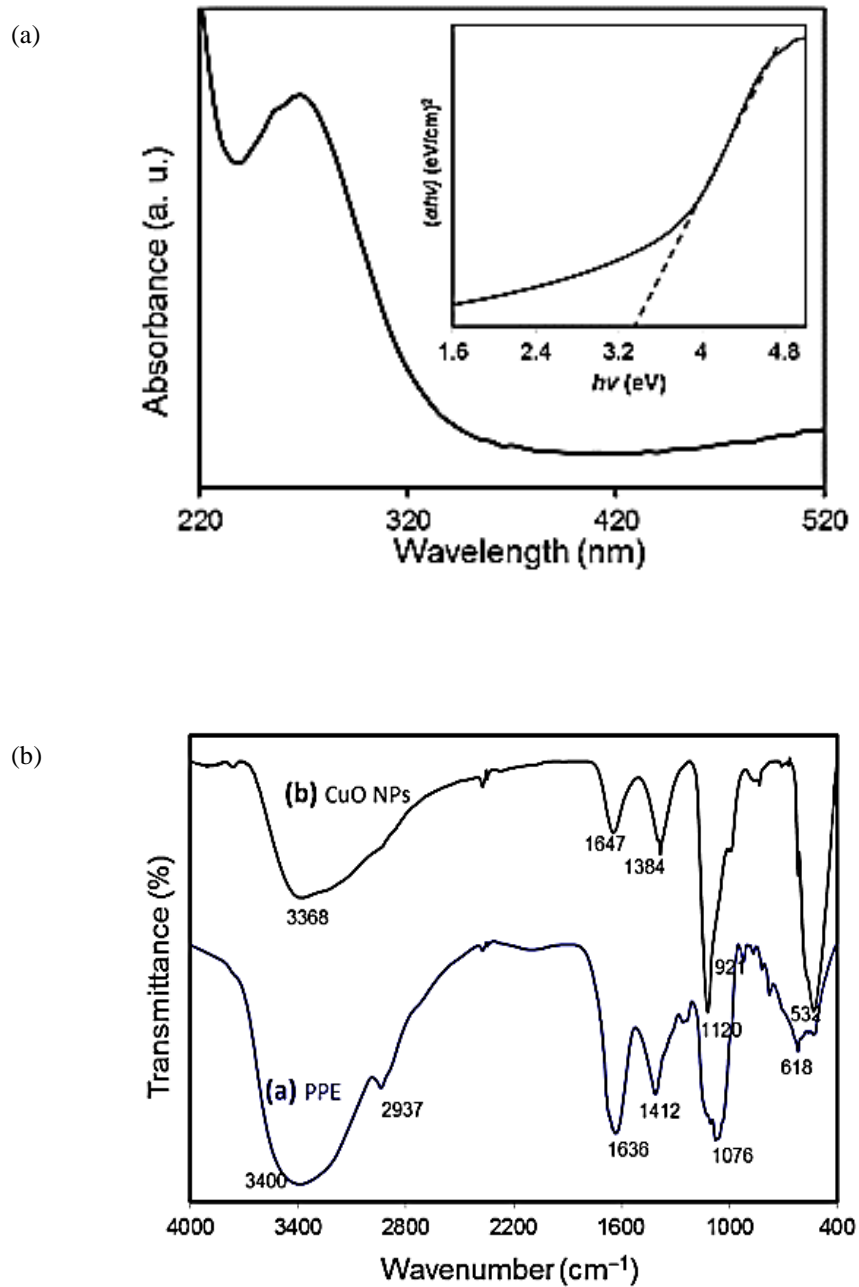 (a)
Absorbance (a. u.)
(αhν) (eV/cm)²
1.6 2.4 3.2 4 4.8
hν (eV)
220 320 420 520
Wavelength (nm)
(b)
Transmittance (%)
(b) CuO NPs
1647
1384
3368
921
1120
532
(a) PPE
2937
618
1412
3400
1636
1076
4000 3400 2800 2200 1600 1000 400
Wavenumber (cm⁻¹)